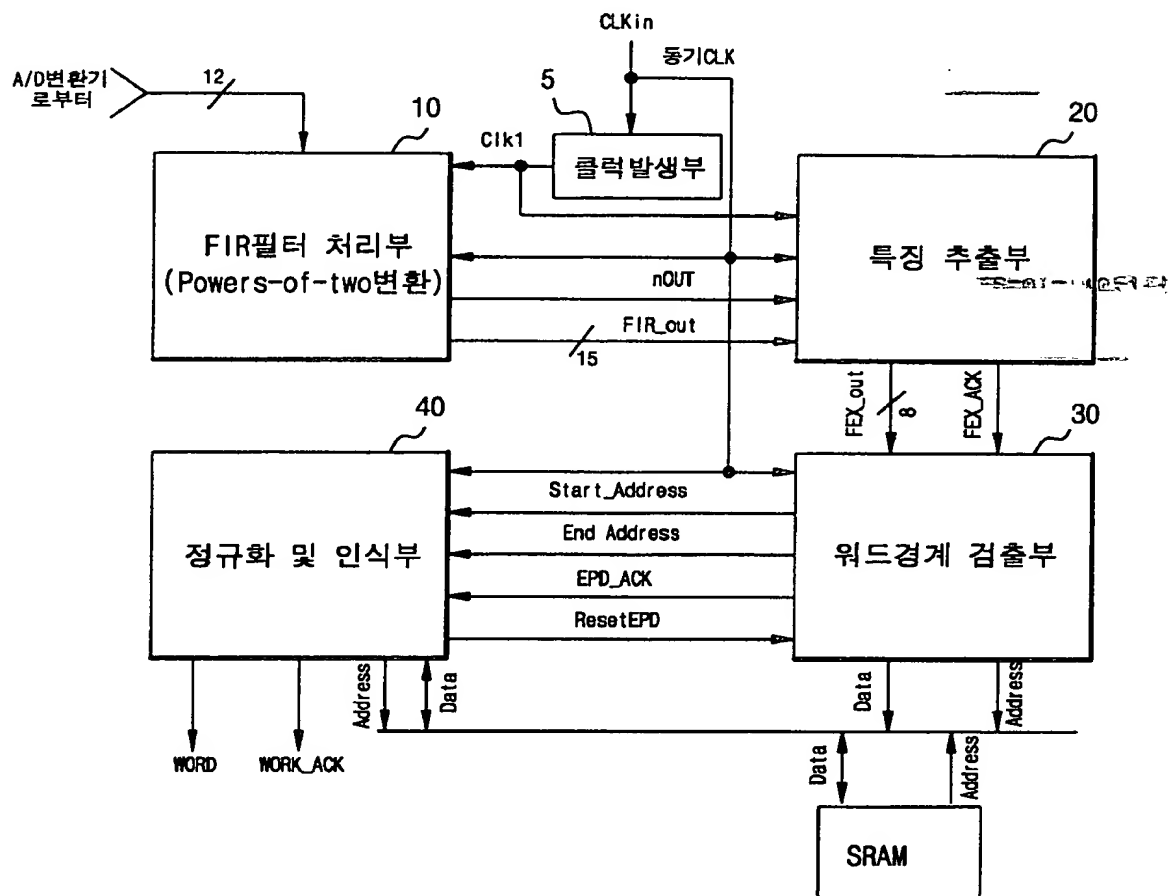 CLKin
동기CLK
A/D변환기
로부터
12
5
10
20
Clk1
클럭발생부
FIR필터 처리부
(Powers-of-two변환)
특징 추출부
nOUT
FIR_out
15
FEX_out
8
FEX_ACK
40
30
Start_Address
End Address
정규화 및 인식부
워드경계 검출부
EPD_ACK
ResetEPD
Address
Data
Data
Address
WORD
WORK_ACK
Data
Address
SRAM